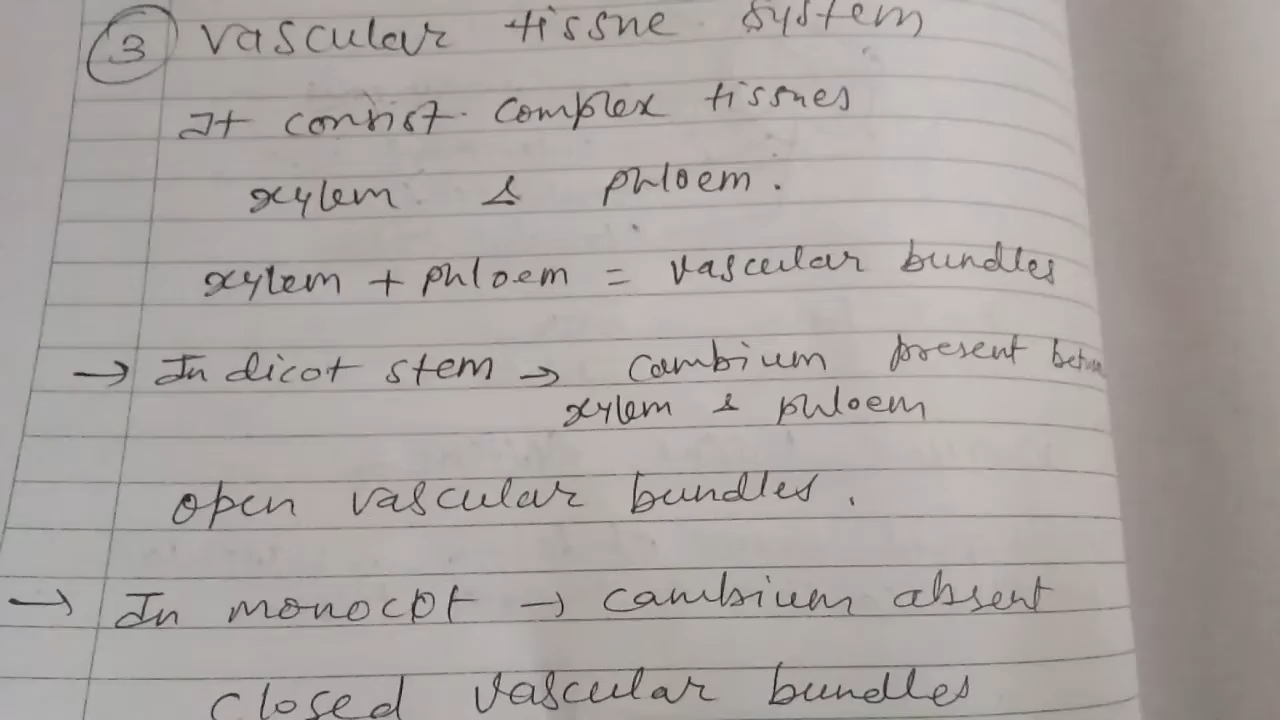 ③ vascular tissue system
It consist complex tissues
xylem & phloem.
xylem + phloem = vascular bundles
→ In dicot stem → cambium present
xylem & phloem
open vascular bundles.
→ In monocot → cambium absent
closed vascular bundles